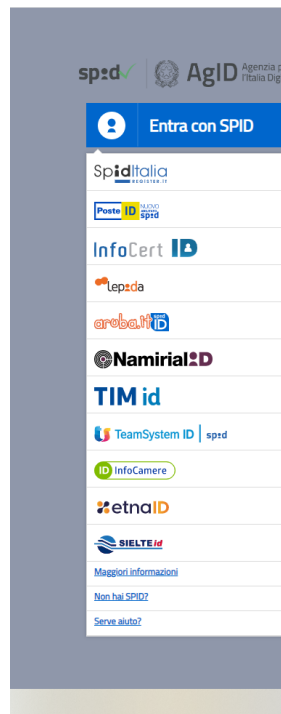 spid AgID Agenzia p
l'Italia Dig
Entra con SPID
SpidItalia
REGISTER.IT
Poste ID NUOVO
spid
InfoCert ID
Lepida
aruba.it spid ID
Namirial ID
TIM id
TeamSystem ID | spid
ID InfoCamere
etnaID
SIELTE id
Maggiori informazioni
Non hai SPID?
Serve aiuto?